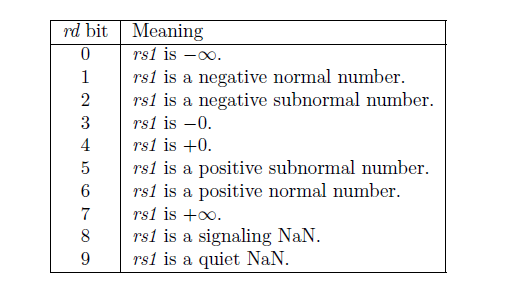 rd bit Meaning
0 rs1 is −∞.
1 rs1 is a negative normal number.
2 rs1 is a negative subnormal number.
3 rs1 is −0.
4 rs1 is +0.
5 rs1 is a positive subnormal number.
6 rs1 is a positive normal number.
7 rs1 is +∞.
8 rs1 is a signaling NaN.
9 rs1 is a quiet NaN.